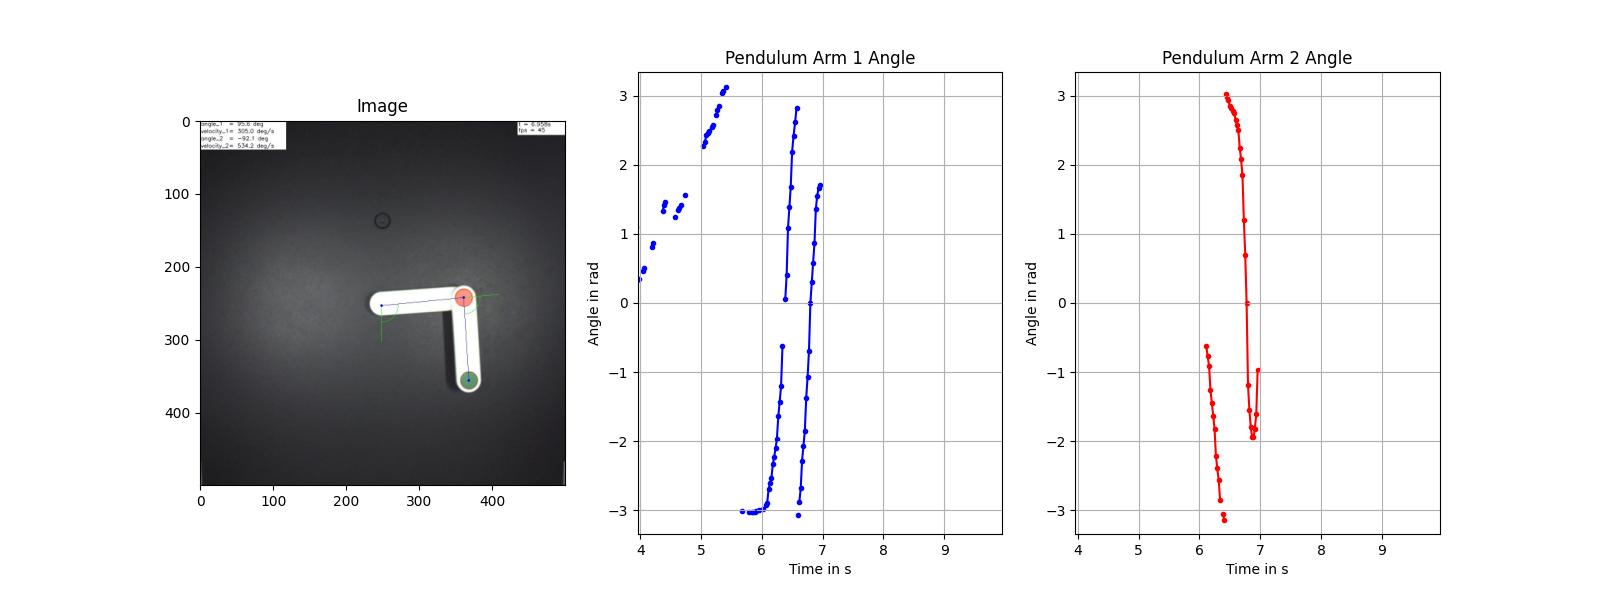 Image
angle_1 = 95.6 deg
velocity_1= 305.0 deg/s
angle_2 = -92.1 deg
velocity_2= 534.2 deg/s
t = 6.958s
fps = 45
0
100
200
300
400
0 100 200 300 400
Pendulum Arm 1 Angle
Angle in rad
3
2
1
0
−1
−2
−3
4 5 6 7 8 9
Time in s
Pendulum Arm 2 Angle
Angle in rad
3
2
1
0
−1
−2
−3
4 5 6 7 8 9
Time in s